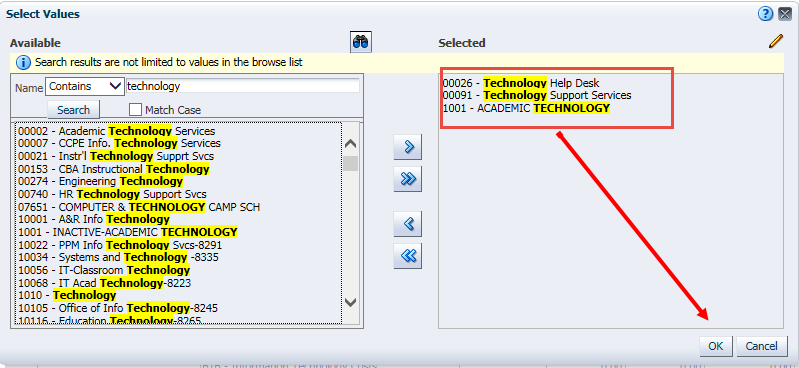 Select Values
Available
Selected
Search results are not limited to values in the browse list
Name Contains technology
Search Match Case
00002 - Academic Technology Services
00007 - CCPE Info. Technology Services
00021 - Instr'l Technology Supprt Svcs
00153 - CBA Instructional Technology
00274 - Engineering Technology
00740 - HR Technology Support Svcs
07651 - COMPUTER & TECHNOLOGY CAMP SCH
10001 - A&R Info Technology
1001 - INACTIVE-ACADEMIC TECHNOLOGY
10022 - PPM Info Technology Svcs-8291
10034 - Systems and Technology -8335
10056 - IT-Classroom Technology
10068 - IT Acad Technology-8223
1010 - Technology
10105 - Office of Info Technology-8245
10116 - Education Technology-8265
00026 - Technology Help Desk
00091 - Technology Support Services
1001 - ACADEMIC TECHNOLOGY
OK Cancel